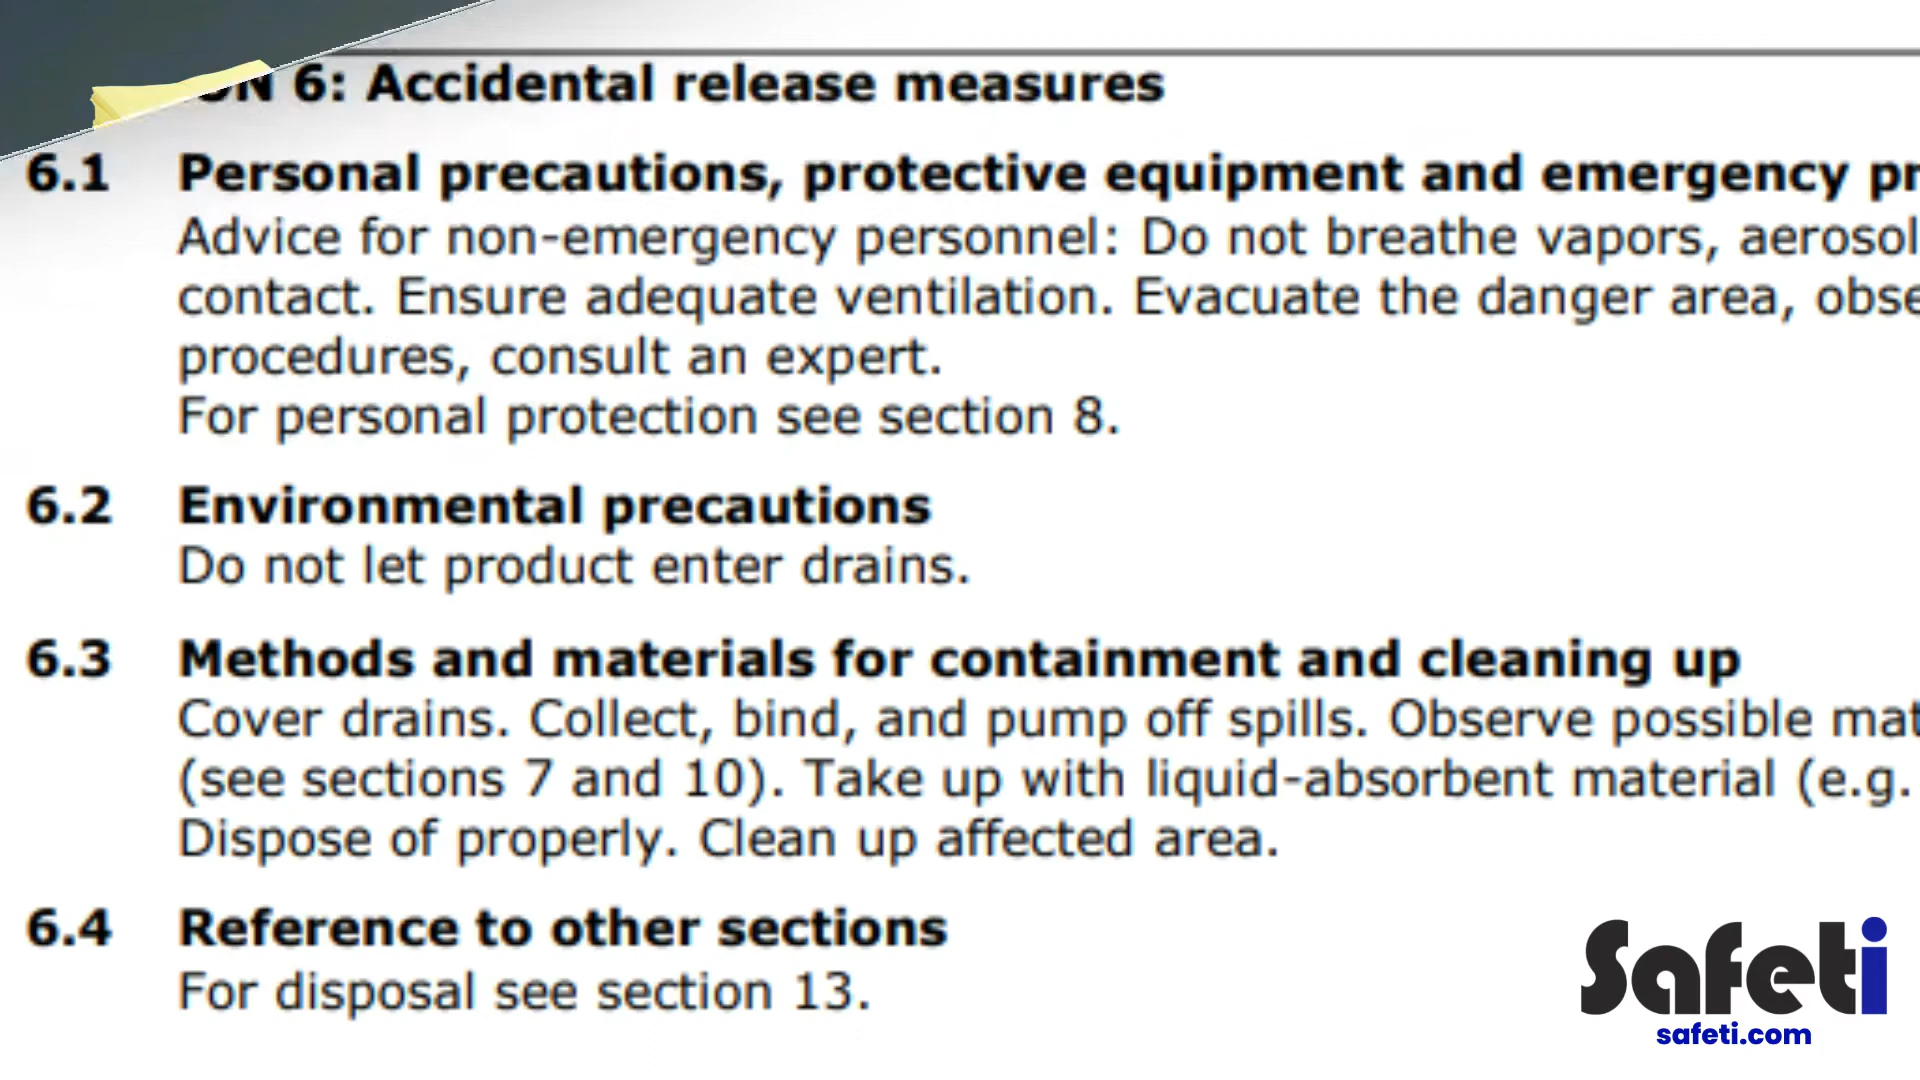 6: Accidental release measures
6.1 Personal precautions, protective equipment and emergency
Advice for non-emergency personnel: Do not breathe vapors,
contact. Ensure adequate ventilation. Evacuate the danger area,
procedures, consult an expert.
For personal protection see section 8.
6.2 Environmental precautions
Do not let product enter drains.
6.3 Methods and materials for containment and cleaning up
Cover drains. Collect, bind, and pump off spills. Observe possible
(see sections 7 and 10). Take up with liquid-absorbent material (e.g.
Dispose of properly. Clean up affected area.
6.4 Reference to other sections
For disposal see section 13.
Safeti
safeti.com